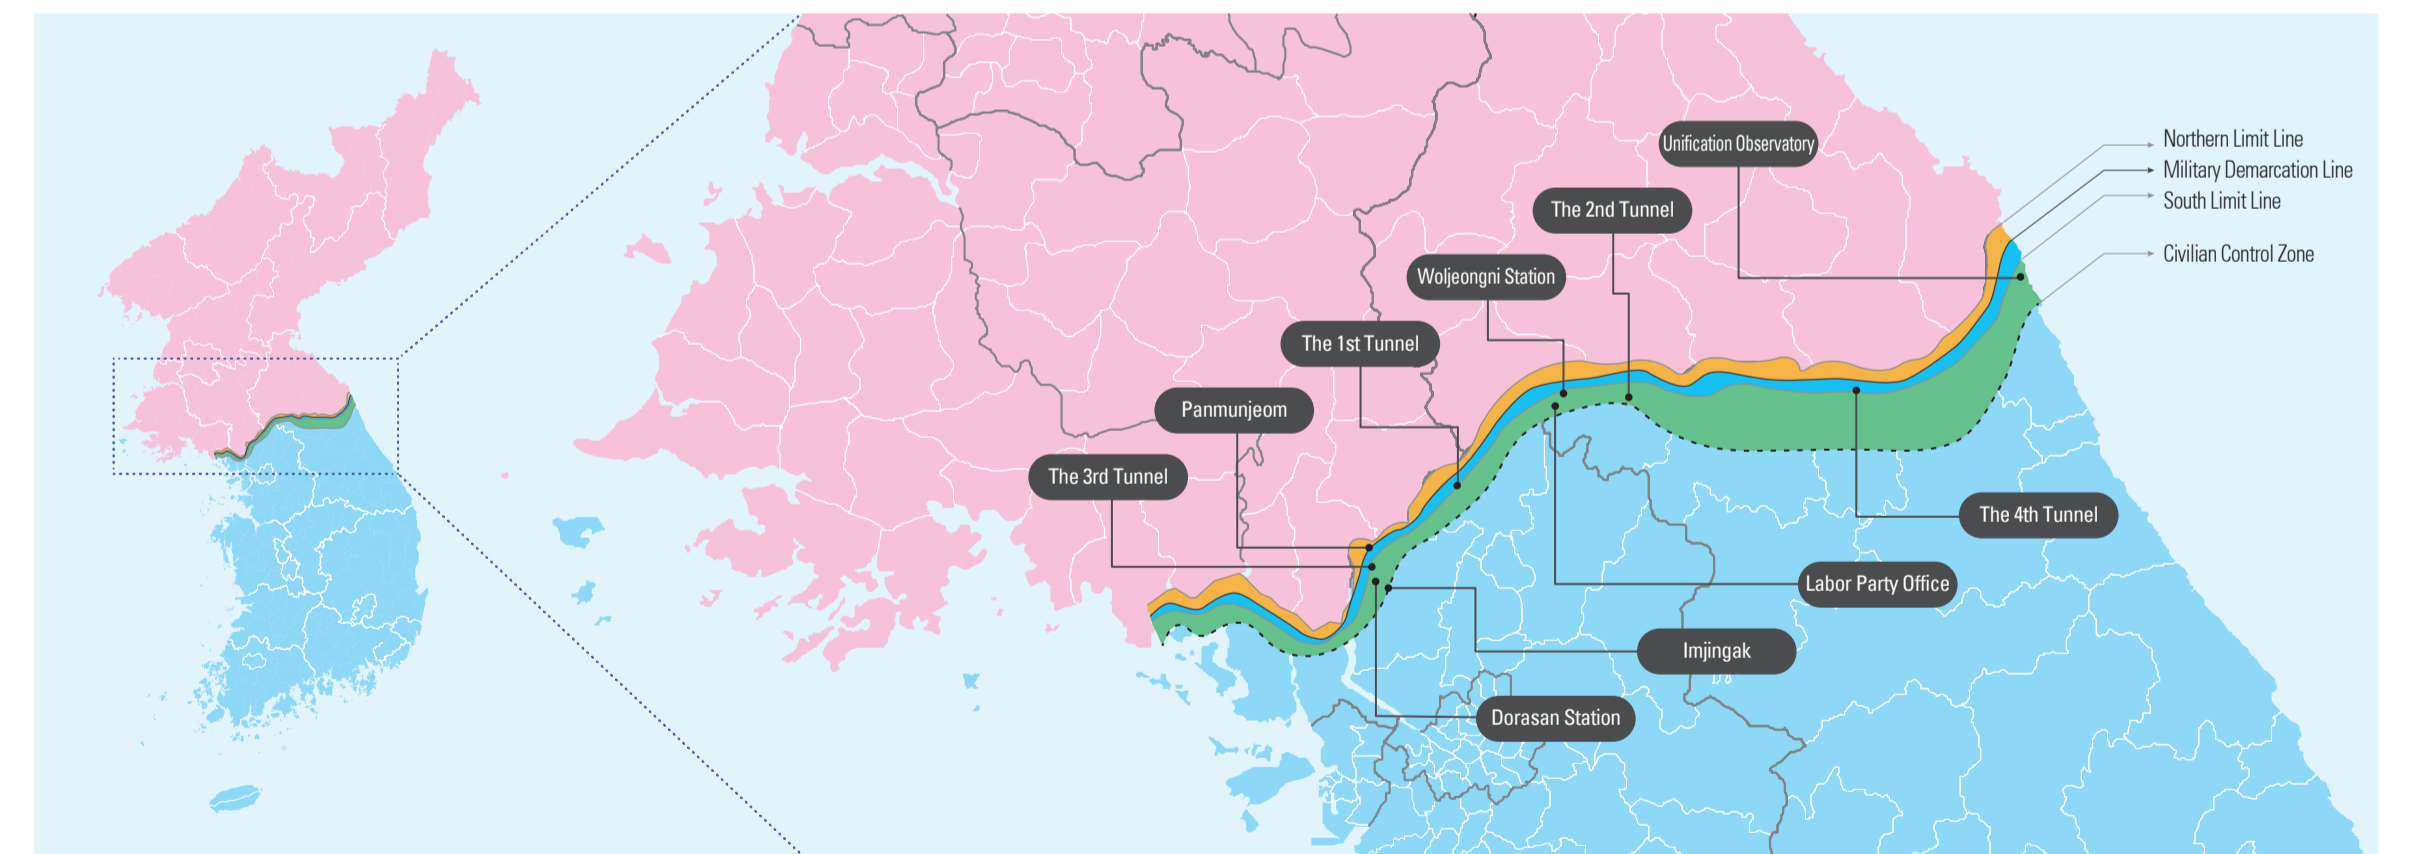 Unification Observatory
Northern Limit Line
Military Demarcation Line
South Limit Line
The 2nd Tunnel
Civilian Control Zone
Woljeongni Station
The 1st Tunnel
Panmunjeom
The 3rd Tunnel
The 4th Tunnel
Labor Party Office
Imjingak
Dorasan Station